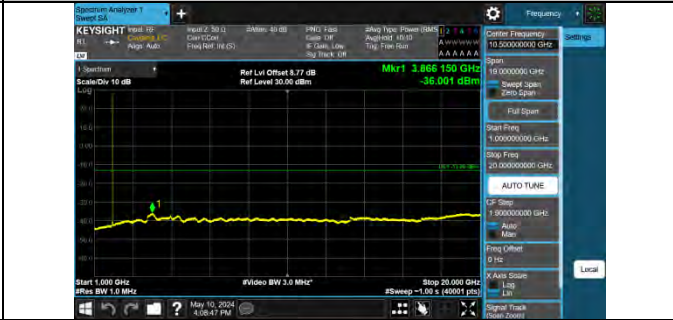 Spectrum Analyzer 1
Swept SA
+
Frequency
KEYSIGHT
Input: RF
Input Z: 50 Ω
#Atten: 40 dB
PNO: Fast
#Avg Type: Power (RMS
Align: Auto
Freq Ref: Int (S)
Gate: Off
IF Gain: Low
Sig Track: Off
Trig: Free Run
A W W W W W
A A A A A A
LW
1 Spectrum
Scale/Div 10 dB
Ref Lvl Offset 8.77 dB
Ref Level 30.00 dBm
Mkr1 3.866 150 GHz
-36.001 dBm
Log
1
Start 1.000 GHz
#Video BW 3.0 MHz*
Stop 20.000 GHz
#Res BW 1.0 MHz
#Sweep ~1.00 s (40001 pts)
?
May 10, 2024
4:08:47 PM
Center Frequency
10.500000000 GHz
Settings
Span
19.0000000 GHz
Swept Span
Zero Span
Full Span
Start Freq
1.000000000 GHz
Stop Freq
20.000000000 GHz
AUTO TUNE
CF Step
1.900000000 GHz
Auto
Man
Freq Offset
0 Hz
X Axis Scale
Log
Lin
Local
Signal Track
(Span Zoom)